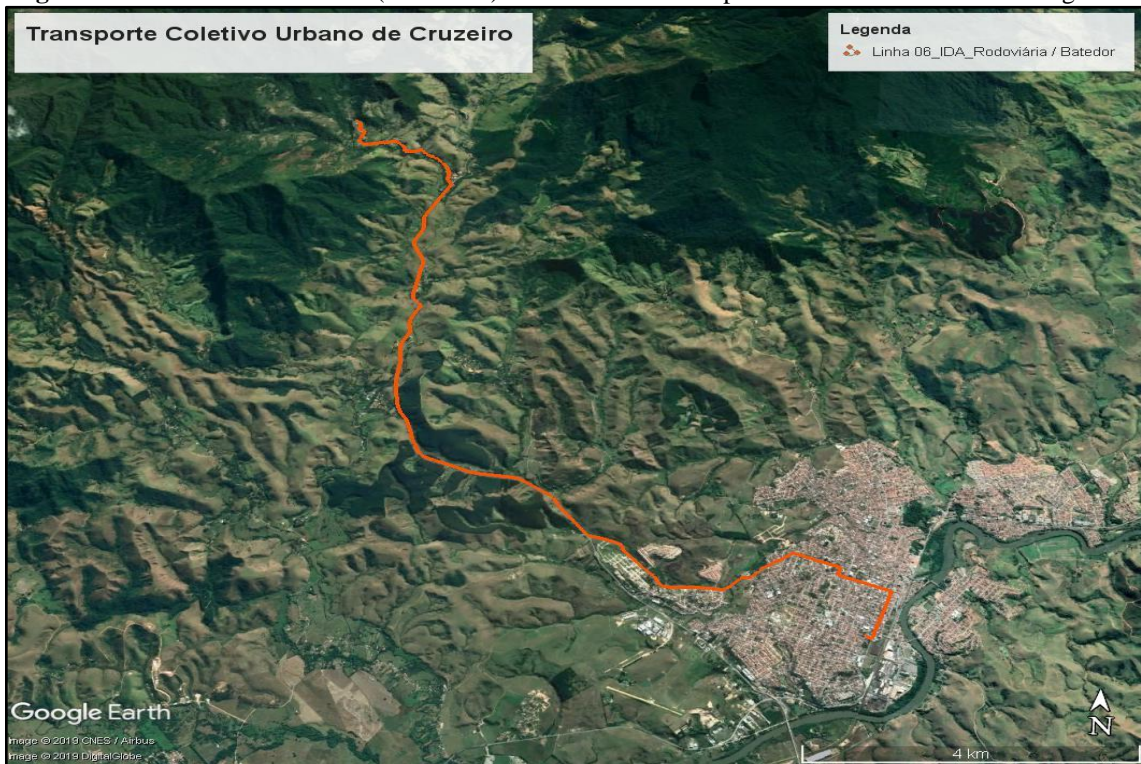 Transporte Coletivo Urbano de Cruzeiro
Legenda
Linha 06_IDA_Rodoviária / Batedor
Google Earth
Image © 2019 CNES / Airbus
Image © 2019 DigitalGlobe
N
4 km